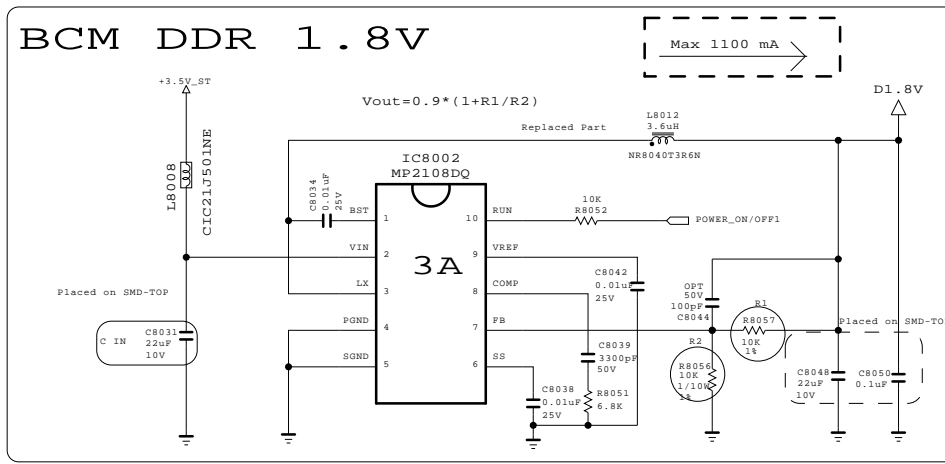 BCM DDR 1.8V
Max 1100 mA
+3.5V_ST
D1.8V
Vout=0.9*(1+R1/R2)
Replaced Part
L8012
3.6uH
NR8040T3R6N
L8008
CIC21J501NE
IC8002
MP2108DQ
3A
C8034
0.01uF
25V
BST
1
VIN
2
LX
3
PGND
4
SGND
5
10
RUN
9
VREF
8
COMP
7
FB
6
SS
10K
R8052
POWER_ON/OFF1
C8042
0.01uF
25V
Placed on SMD-TOP
C IN
C8031
22uF
10V
OPT
50V
100pF
C8044
R1
R8057
10K
1%
Placed on SMD-TO
R2
R8056
10K
1/10W
1%
C8039
3300pF
50V
R8051
6.8K
C8038
0.01uF
25V
C8048
22uF
10V
C8050
0.1uF